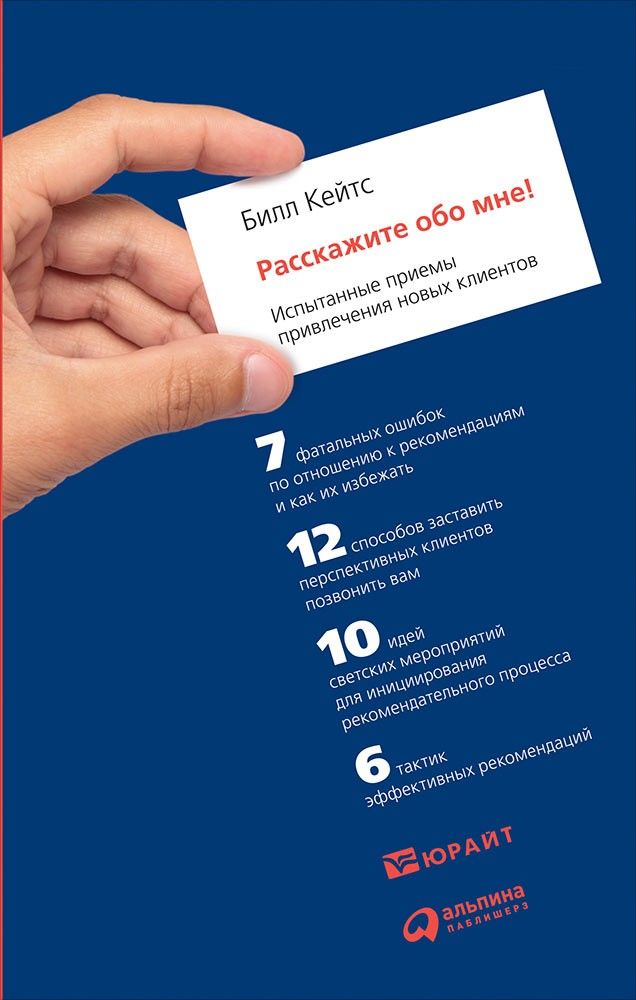 Билл Кейтс
Расскажите обо мне!
Испытанные приемы
привлечения новых клиентов
7 фатальных ошибок
по отношению к рекомендациям
и как их избежать
12 способов заставить
перспективных клиентов
позвонить вам
10 идей
светских мероприятий
для инициирования
рекомендательного процесса
6 тактик
эффективных рекомендаций
ЮРАЙТ
альпина
ПАБЛИШЕРЗ